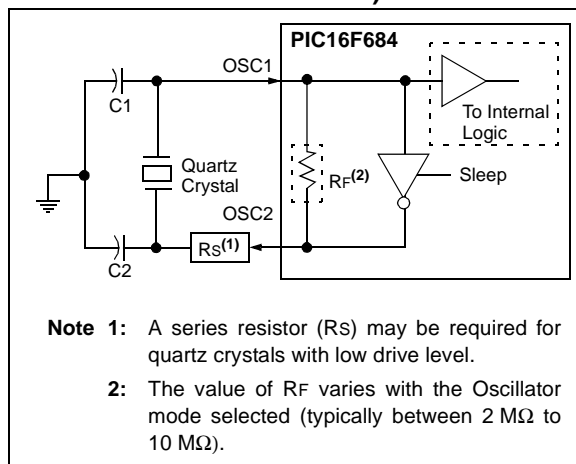 PIC16F684
OSC1
C1
To Internal
Logic
Quartz
Crystal
RF(2)
Sleep
OSC2
C2
RS(1)
Note 1: A series resistor (RS) may be required for
quartz crystals with low drive level.
2: The value of RF varies with the Oscillator
mode selected (typically between 2 MΩ to
10 MΩ).